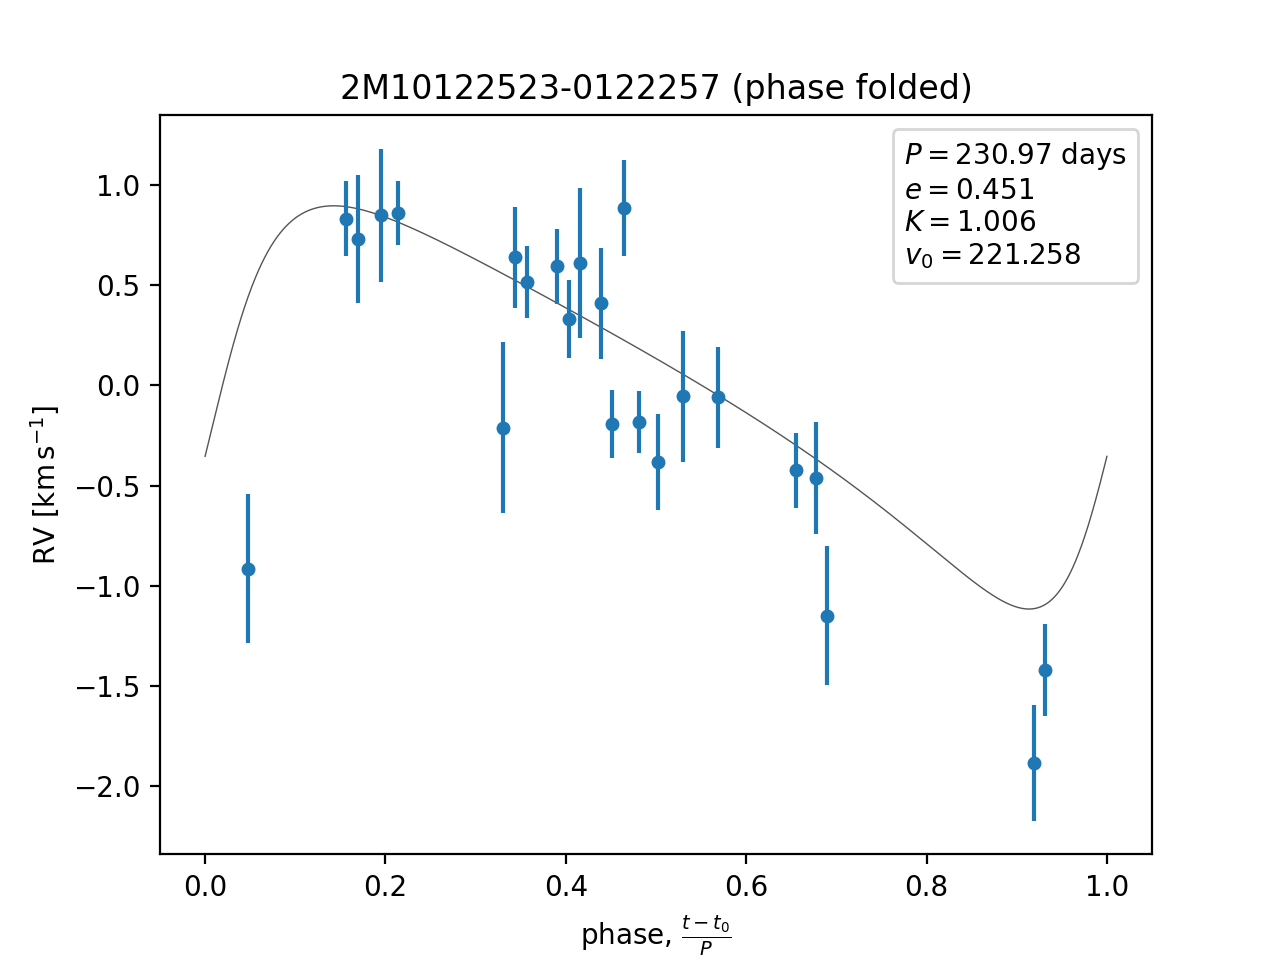 2M10122523-0122257 (phase folded)
P = 230.97 days
e = 0.451
K = 1.006
v₀ = 221.258
RV [km s⁻¹]
1.0
0.5
0.0
−0.5
−1.0
−1.5
−2.0
0.0 0.2 0.4 0.6 0.8 1.0
phase, (t − t₀)/P